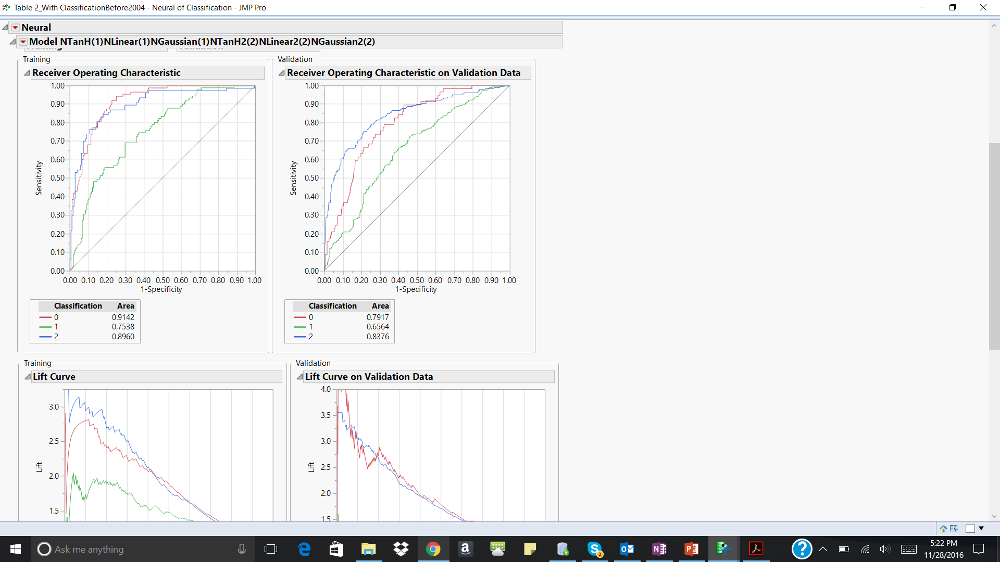 Table 2_With ClassificationBefore2004 - Neural of Classification - JMP Pro
Neural
Model NTanH(1)NLinear(1)NGaussian(1)NTanH2(2)NLinear2(2)NGaussian2(2)
Training
Receiver Operating Characteristic
1.00
0.90
0.80
0.70
0.60
0.50
0.40
0.30
0.20
0.10
0.00
Sensitivity
0.00 0.10 0.20 0.30 0.40 0.50 0.60 0.70 0.80 0.90 1.00
1-Specificity
Classification Area
0 0.9142
1 0.7538
2 0.8960
Validation
Receiver Operating Characteristic on Validation Data
1.00
0.90
0.80
0.70
0.60
0.50
0.40
0.30
0.20
0.10
0.00
Sensitivity
0.00 0.10 0.20 0.30 0.40 0.50 0.60 0.70 0.80 0.90 1.00
1-Specificity
Classification Area
0 0.7917
1 0.6564
2 0.8376
Training
Lift Curve
3.0
2.5
2.0
1.5
Lift
Validation
Lift Curve on Validation Data
4.0
3.5
3.0
2.5
2.0
1.5
Lift
Ask me anything
3
5:22 PM
11/28/2016